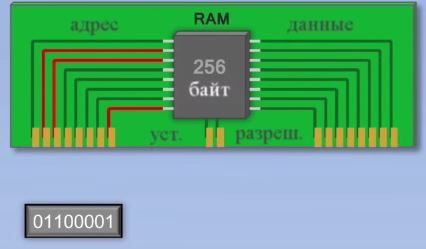 адрес RAM данные
256
байт
уст. разреш.
01100001